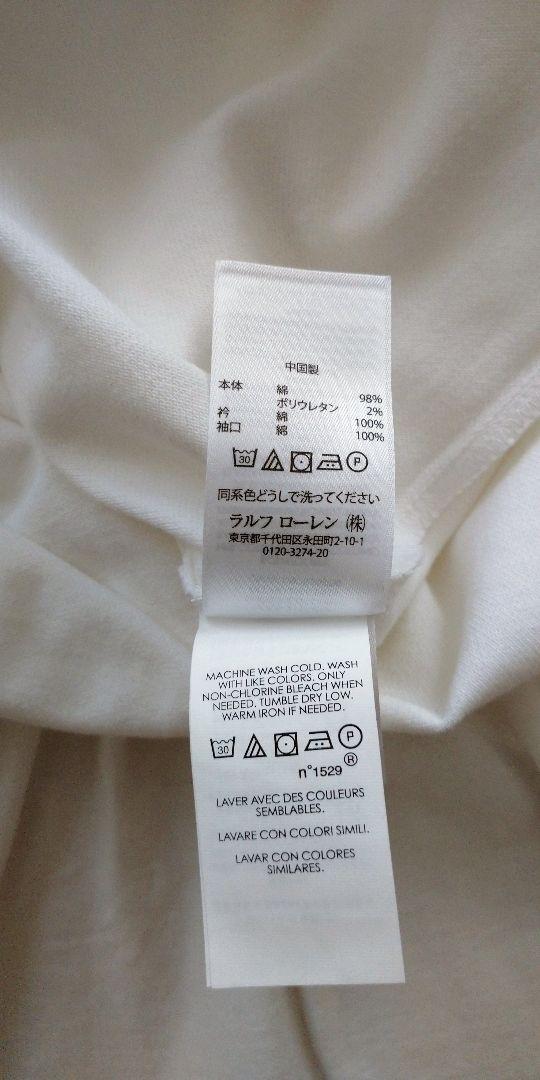 中国製
本体 綿 98%
ポリウレタン 2%
衿 綿 100%
袖口 綿 100%
30 P
同系色どうしで洗ってください
ラルフ ローレン (株)
東京都千代田区永田町2-10-1
0120-3274-20
MACHINE WASH COLD. WASH
WITH LIKE COLORS. ONLY
NON-CHLORINE BLEACH WHEN
NEEDED. TUMBLE DRY LOW.
WARM IRON IF NEEDED.
30 P
n°1529 ®
LAVER AVEC DES COULEURS
SEMBLABLES.
LAVARE CON COLORI SIMILI.
LAVAR CON COLORES
SIMILARES.